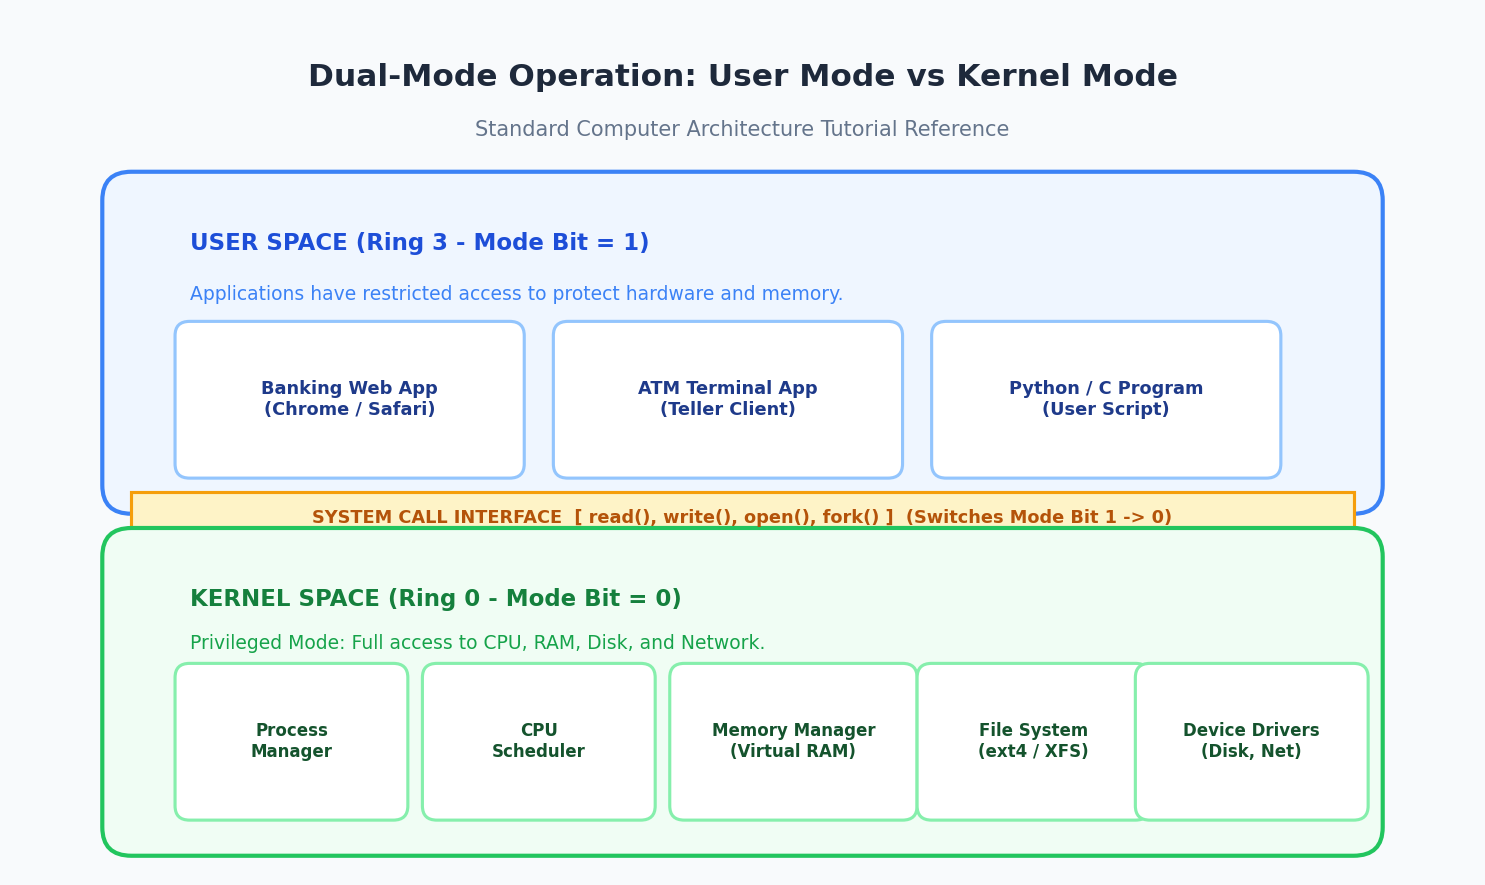 Dual-Mode Operation: User Mode vs Kernel Mode
Standard Computer Architecture Tutorial Reference
USER SPACE (Ring 3 - Mode Bit = 1)
Applications have restricted access to protect hardware and memory.
Banking Web App
(Chrome / Safari)
ATM Terminal App
(Teller Client)
Python / C Program
(User Script)
SYSTEM CALL INTERFACE  [ read(), write(), open(), fork() ]  (Switches Mode Bit 1 -> 0)
KERNEL SPACE (Ring 0 - Mode Bit = 0)
Privileged Mode: Full access to CPU, RAM, Disk, and Network.
Process
Manager
CPU
Scheduler
Memory Manager
(Virtual RAM)
File System
(ext4 / XFS)
Device Drivers
(Disk, Net)